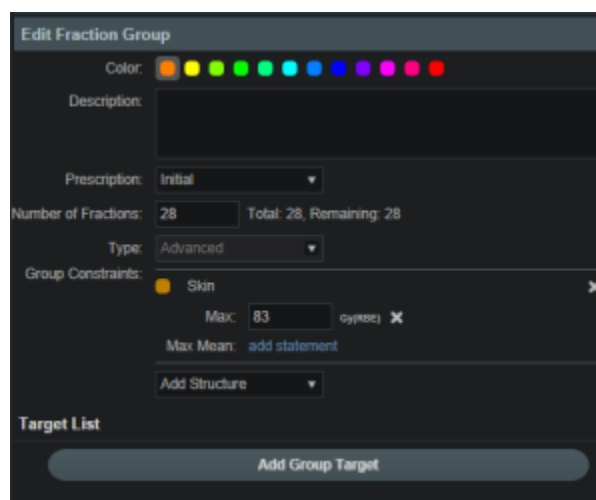 Edit Fraction Group
Color:
Description:
Prescription: Initial
Number of Fractions: 28 Total: 28, Remaining: 28
Type: Advanced
Group Constraints:
Skin
Max: 83 Gy(RBE)
Max Mean: add statement
Add Structure
Target List
Add Group Target